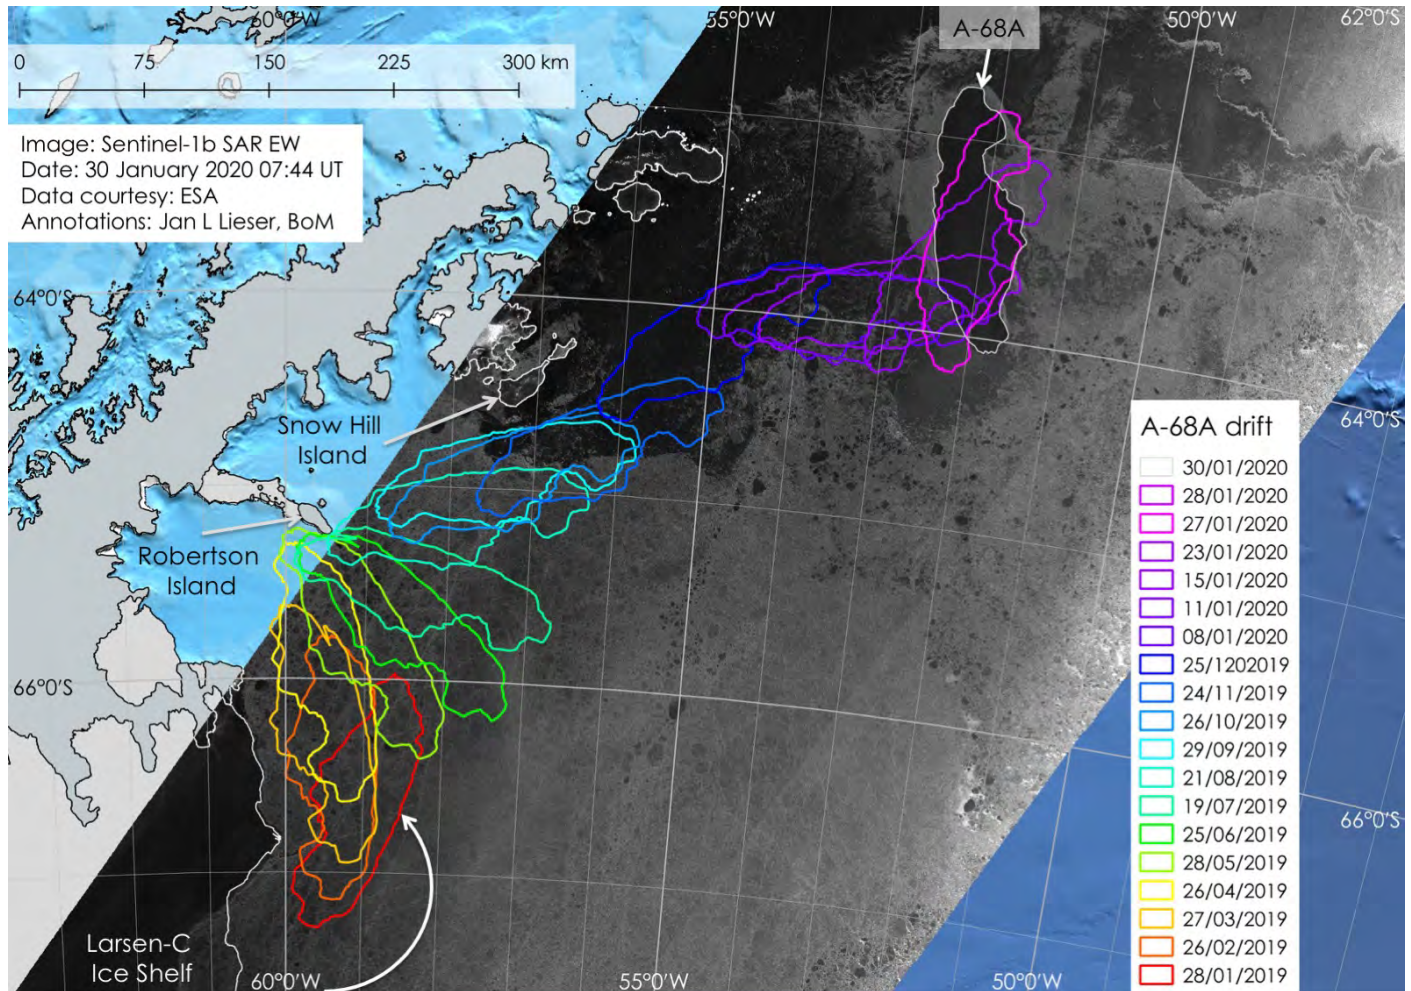 60°0'W
55°0'W
A-68A
50°0'W
62°0'S
0 75 150 225 300 km
Image: Sentinel-1b SAR EW
Date: 30 January 2020 07:44 UT
Data courtesy: ESA
Annotations: Jan L Lieser, BoM
64°0'S
Snow Hill
Island
64°0'S
Robertson
Island
66°0'S
66°0'S
Larsen-C
Ice Shelf
60°0'W
55°0'W
50°0'W
A-68A drift
30/01/2020
28/01/2020
27/01/2020
23/01/2020
15/01/2020
11/01/2020
08/01/2020
25/1202019
24/11/2019
26/10/2019
29/09/2019
21/08/2019
19/07/2019
25/06/2019
28/05/2019
26/04/2019
27/03/2019
26/02/2019
28/01/2019